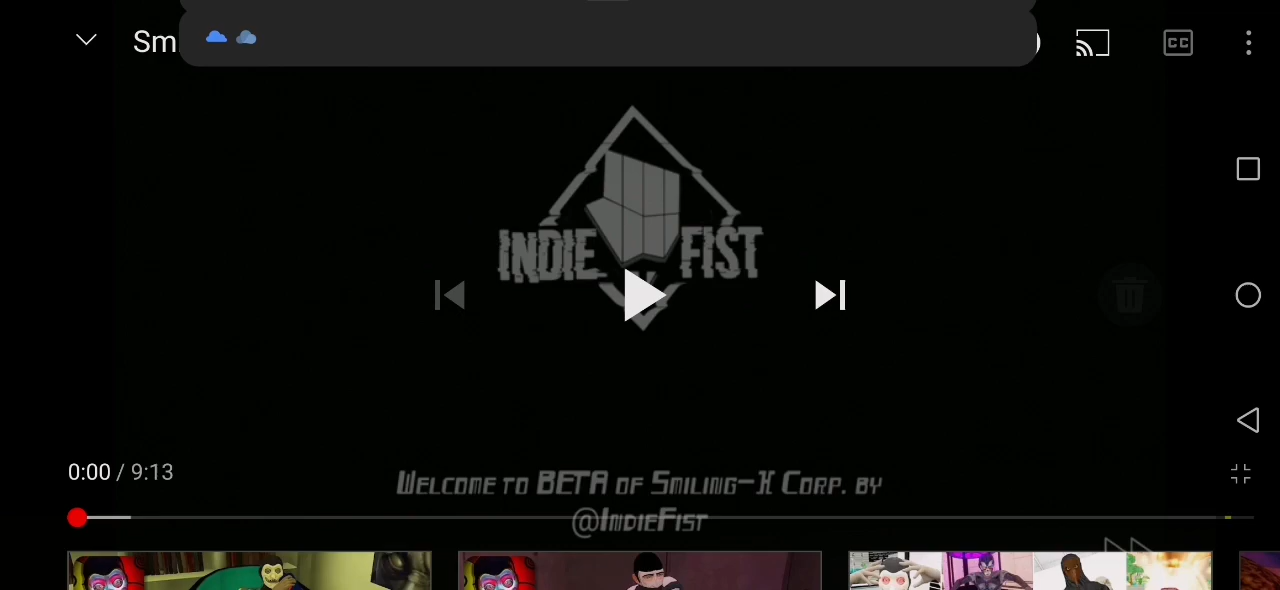 Sm
CC
INDIE FIST
0:00 / 9:13
WELCOME TO BETA OF SMILING-X CORP. BY
@INDIEFIST